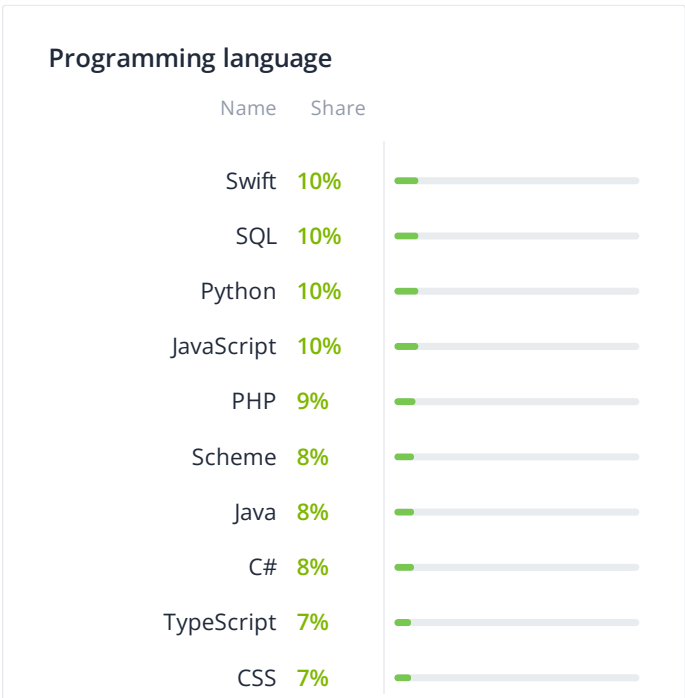 Programming language
Name Share
Swift 10%
SQL 10%
Python 10%
JavaScript 10%
PHP 9%
Scheme 8%
Java 8%
C# 8%
TypeScript 7%
CSS 7%